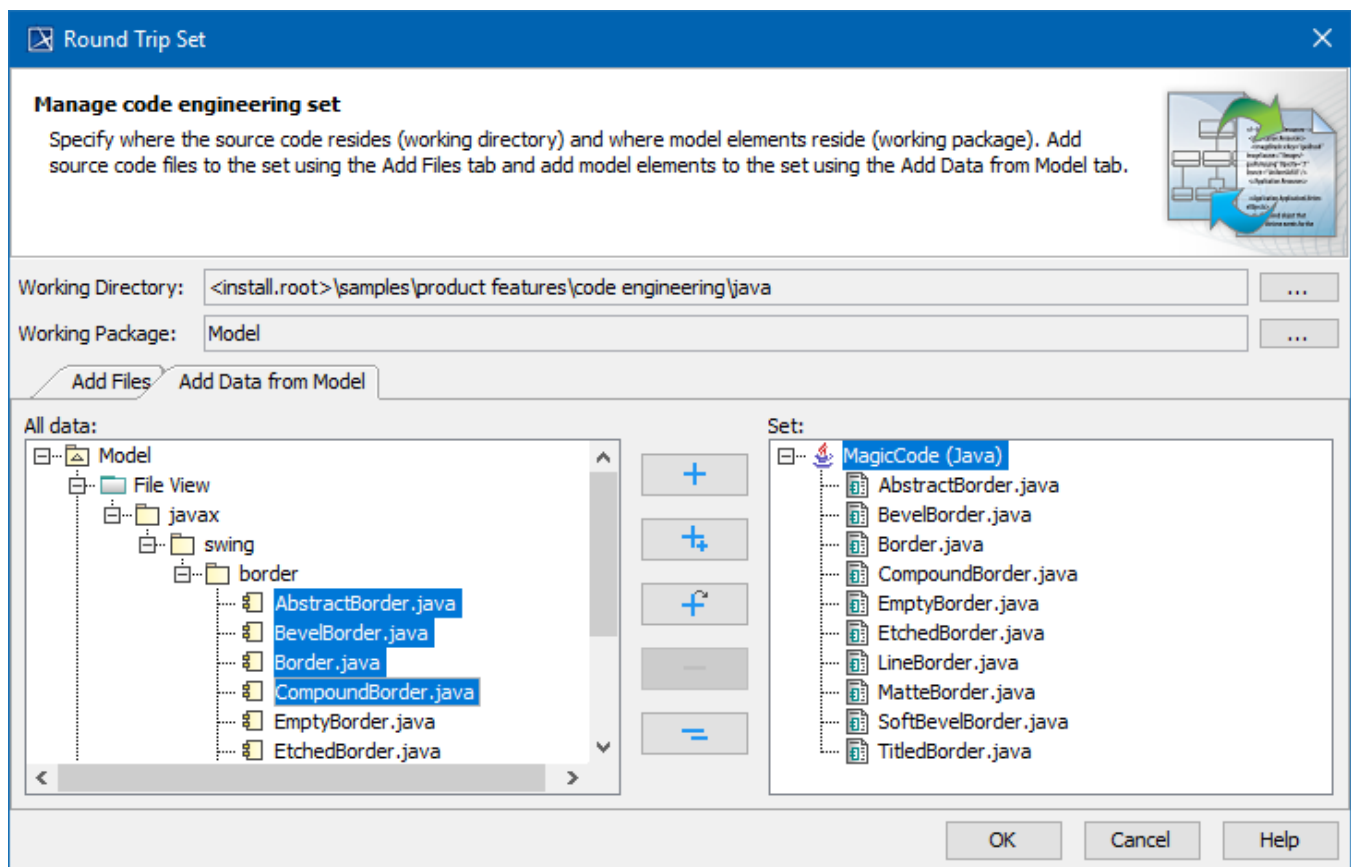 Round Trip Set
Manage code engineering set
Specify where the source code resides (working directory) and where model elements reside (working package). Add
source code files to the set using the Add Files tab and add model elements to the set using the Add Data from Model tab.
Working Directory: <install.root>\samples\product features\code engineering\java ...
Working Package: Model ...
Add Files Add Data from Model
All data:
Model
File View
javax
swing
border
AbstractBorder.java
BevelBorder.java
Border.java
CompoundBorder.java
EmptyBorder.java
EtchedBorder.java
Set:
MagicCode (Java)
AbstractBorder.java
BevelBorder.java
Border.java
CompoundBorder.java
EmptyBorder.java
EtchedBorder.java
LineBorder.java
MatteBorder.java
SoftBevelBorder.java
TitledBorder.java
OK Cancel Help